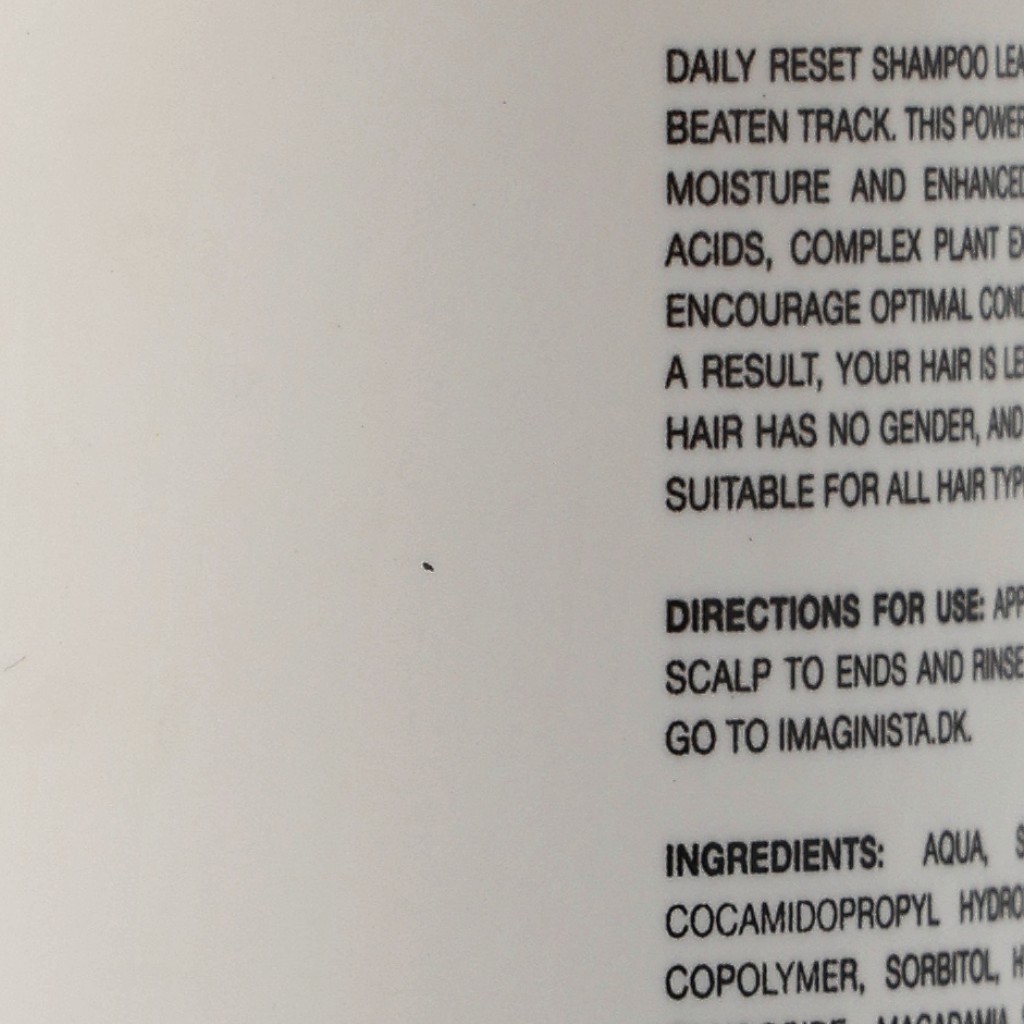 DAILY RESET SHAMPOO
BEATEN TRACK. THIS
MOISTURE AND
ACIDS, COMPLEX PLANT
ENCOURAGE OPTIMAL
A RESULT, YOUR HAIR IS
HAIR HAS NO GENDER, AND
SUITABLE FOR ALL HAIR
DIRECTIONS FOR USE:
SCALP TO ENDS AND
GO TO IMAGINISTA.DK.
INGREDIENTS: AQUA,
COCAMIDOPROPYL
COPOLYMER, SORBITOL,